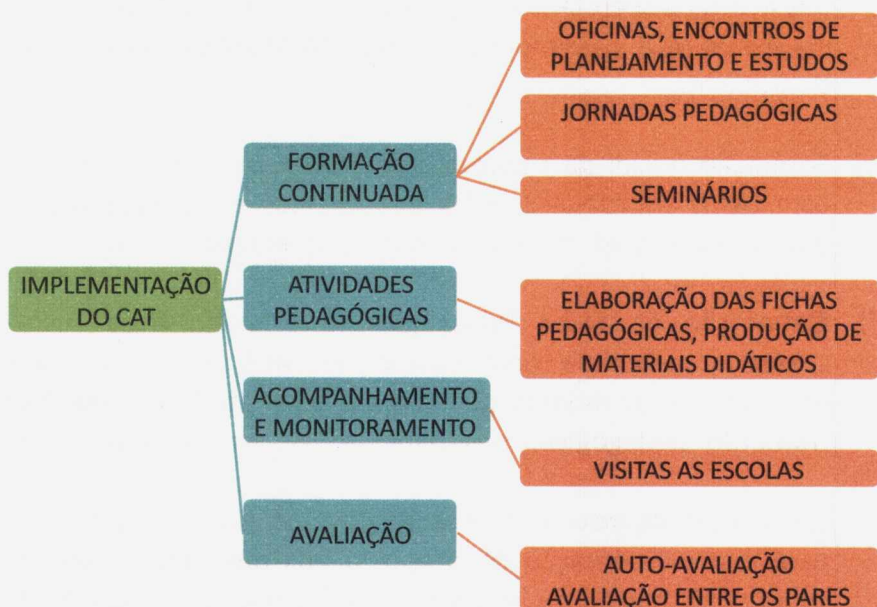 OFICINAS, ENCONTROS DE
PLANEJAMENTO E ESTUDOS
JORNADAS PEDAGÓGICAS
FORMAÇÃO
CONTINUADA
SEMINÁRIOS
IMPLEMENTAÇÃO
DO CAT
ATIVIDADES
PEDAGÓGICAS
ELABORAÇÃO DAS FICHAS
PEDAGÓGICAS, PRODUÇÃO DE
MATERIAIS DIDÁTICOS
ACOMPANHAMENTO
E MONITORAMENTO
VISITAS AS ESCOLAS
AVALIAÇÃO
AUTO-AVALIAÇÃO
AVALIAÇÃO ENTRE OS PARES